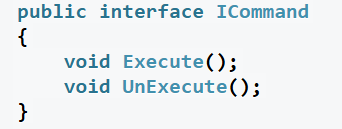 public interface ICommand
{
    void Execute();
    void UnExecute();
}